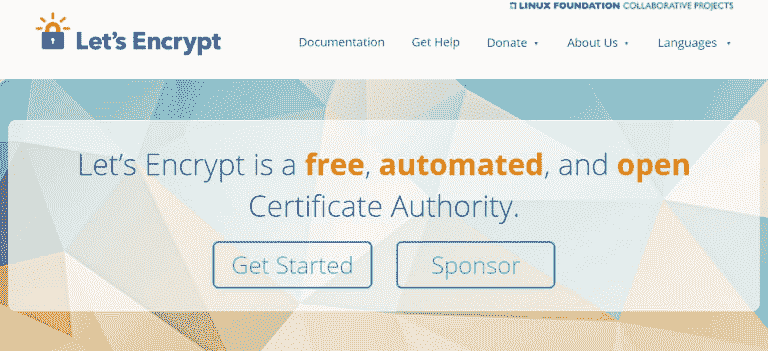 LINUX FOUNDATION COLLABORATIVE PROJECTS
Let's Encrypt
Documentation Get Help Donate About Us Languages
Let's Encrypt is a free, automated, and open
Certificate Authority.
Get Started Sponsor